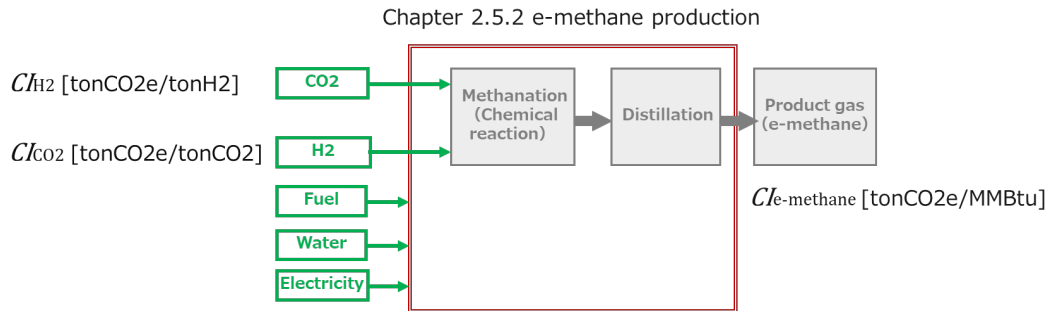 Chapter 2.5.2 e-methane production
CIH2 [tonCO2e/tonH2]
CO2
Methanation
(Chemical
reaction)
Distillation
Product gas
(e-methane)
CICO2 [tonCO2e/tonCO2]
H2
Fuel
CIe-methane [tonCO2e/MMBtu]
Water
Electricity